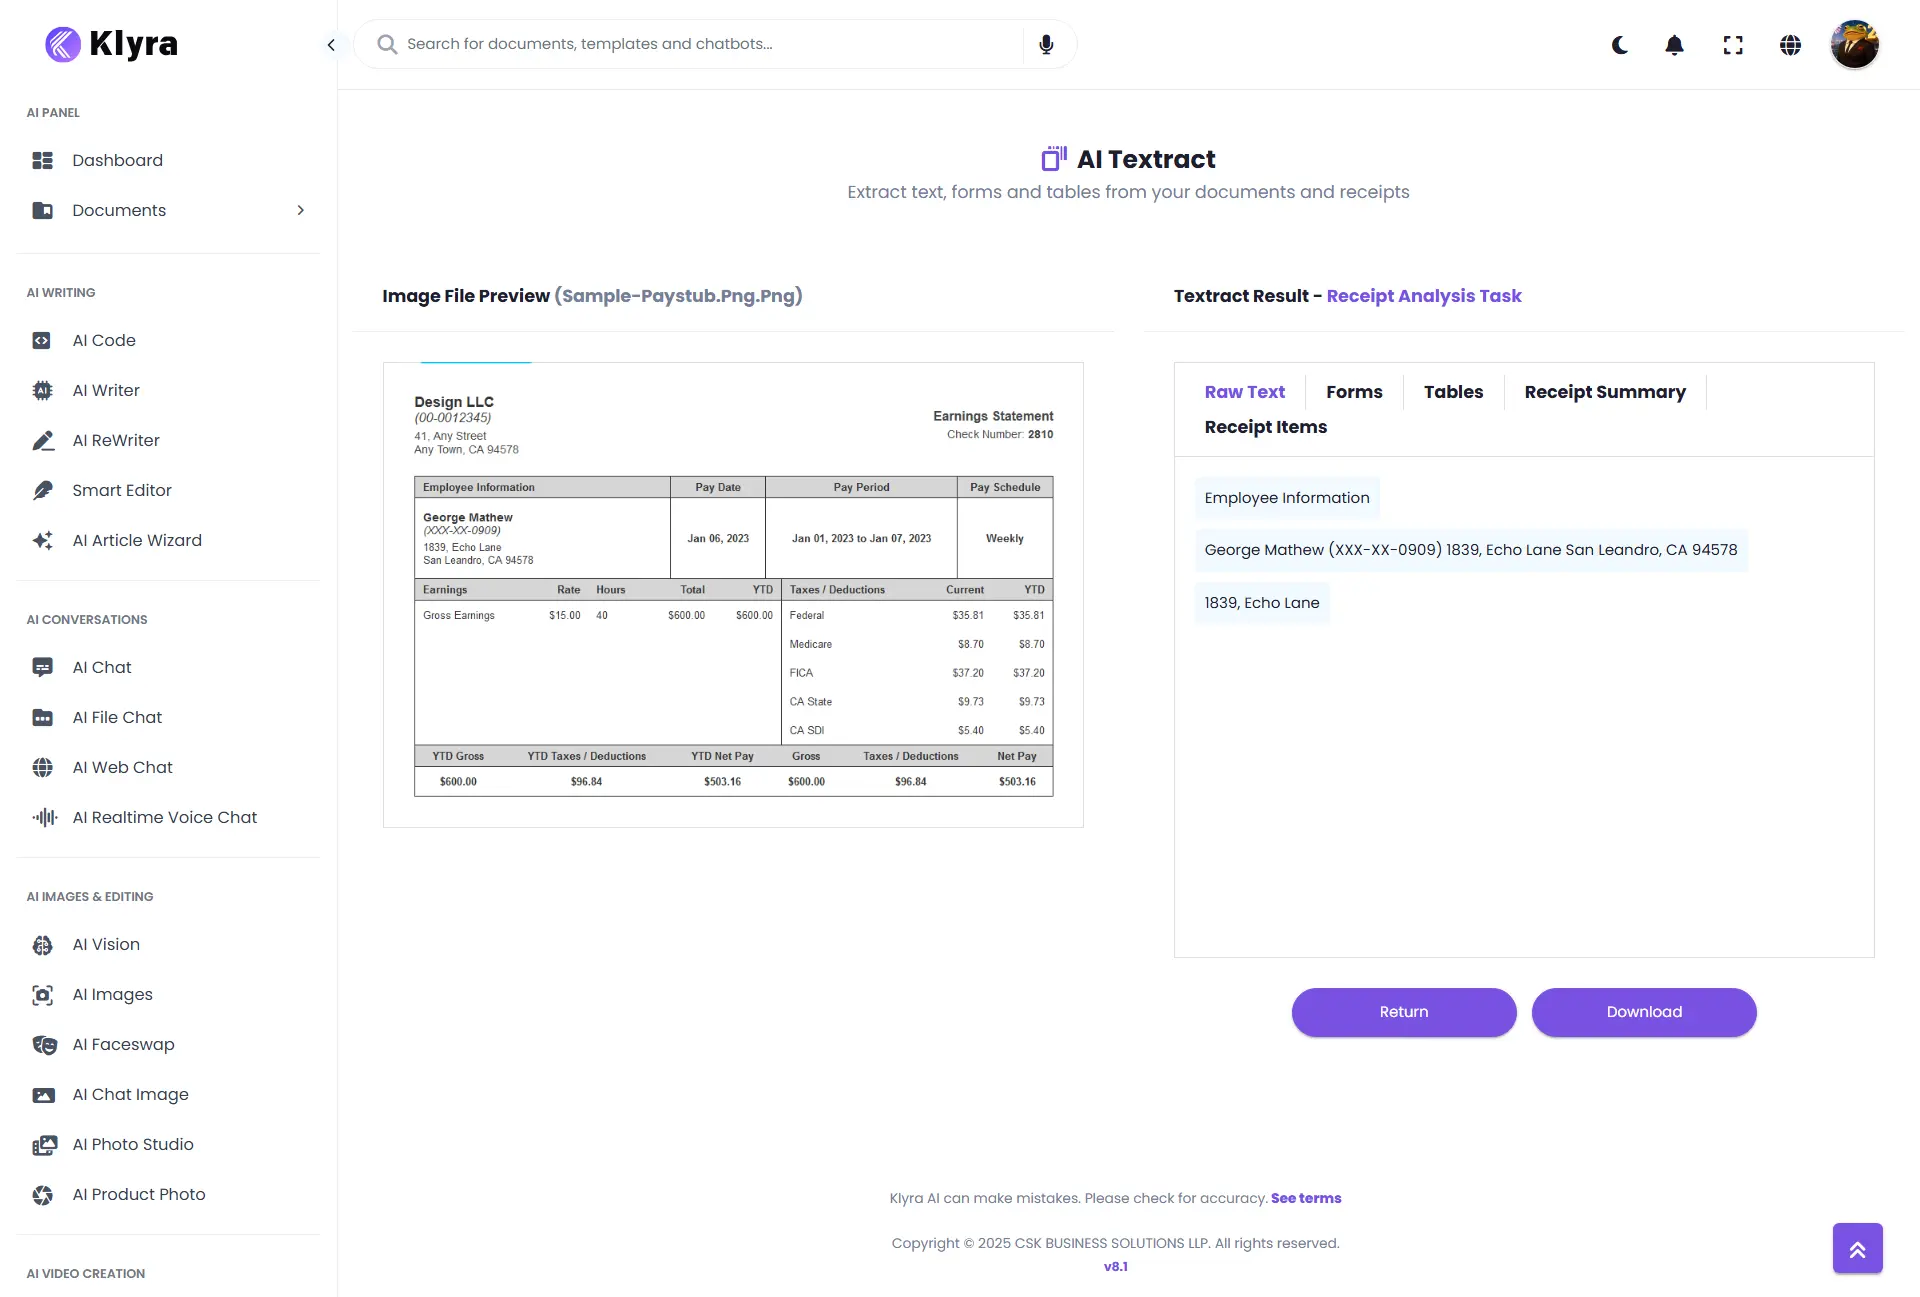 Klyra
Search for documents, templates and chatbots...
AI PANEL
Dashboard
Documents
AI WRITING
AI Code
AI Writer
AI ReWriter
Smart Editor
AI Article Wizard
AI CONVERSATIONS
AI Chat
AI File Chat
AI Web Chat
AI Realtime Voice Chat
AI IMAGES & EDITING
AI Vision
AI Images
AI Faceswap
AI Chat Image
AI Photo Studio
AI Product Photo
AI VIDEO CREATION
AI Textract
Extract text, forms and tables from your documents and receipts
Image File Preview (Sample-Paystub.Png.Png)
Design LLC
(00-0012345)
41, Any Street
Any Town, CA 94578
Earnings Statement
Check Number: 2810
Employee Information Pay Date Pay Period Pay Schedule
George Mathew
(XXX-XX-0909)
1839, Echo Lane
San Leandro, CA 94578
Jan 06, 2023 Jan 01, 2023 to Jan 07, 2023 Weekly
Earnings Rate Hours Total YTD Taxes / Deductions Current YTD
Gross Earnings $15.00 40 $600.00 $600.00 Federal $35.81 $35.81
Medicare $8.70 $8.70
FICA $37.20 $37.20
CA State $9.73 $9.73
CA SDI $5.40 $5.40
YTD Gross YTD Taxes / Deductions YTD Net Pay Gross Taxes / Deductions Net Pay
$600.00 $96.84 $503.16 $600.00 $96.84 $503.16
Textract Result - Receipt Analysis Task
Raw Text Forms Tables Receipt Summary
Receipt Items
Employee Information
George Mathew (XXX-XX-0909) 1839, Echo Lane San Leandro, CA 94578
1839, Echo Lane
Return Download
Klyra AI can make mistakes. Please check for accuracy. See terms
Copyright © 2025 CSK BUSINESS SOLUTIONS LLP. All rights reserved.
v8.1